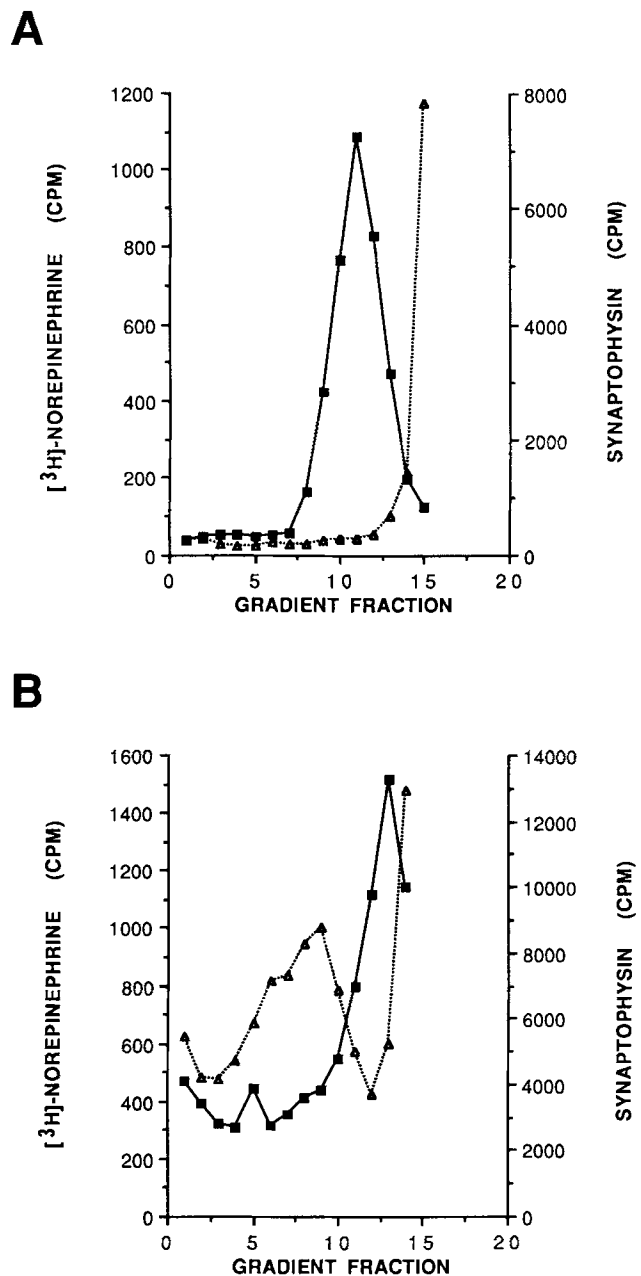 A
[³H]-NOREPINEPHRINE (CPM)
1200
1000
800
600
400
200
0
8000
6000
4000
2000
0
SYNAPTOPHYSIN (CPM)
0 5 10 15 20
GRADIENT FRACTION
B
[³H]-NOREPINEPHRINE (CPM)
1600
1400
1200
1000
800
600
400
200
0
14000
12000
10000
8000
6000
4000
2000
0
SYNAPTOPHYSIN (CPM)
0 5 10 15 20
GRADIENT FRACTION